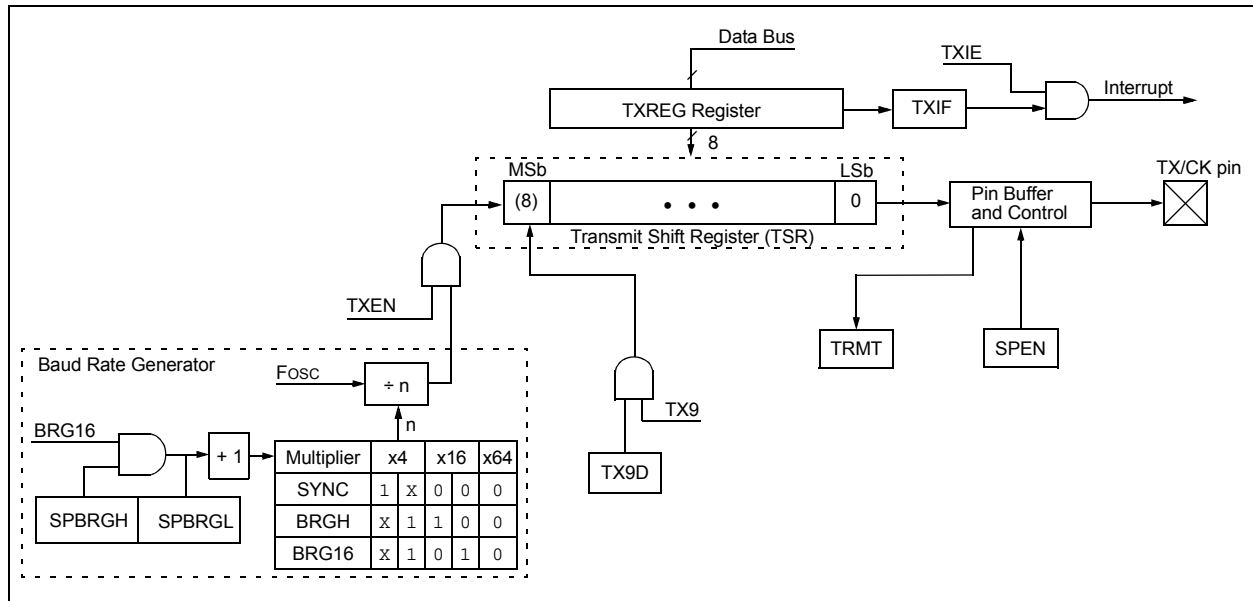 Data Bus
TXIE
Interrupt
TXREG Register
TXIF
8
MSb
LSb
TX/CK pin
(8)
• • •
0
Pin Buffer
and Control
Transmit Shift Register (TSR)
TXEN
TRMT
SPEN
Baud Rate Generator
FOSC
÷ n
TX9
n
BRG16
+ 1
Multiplier x4 x16 x64
TX9D
SYNC 1 X 0 0 0
SPBRGH SPBRGL
BRGH X 1 1 0 0
BRG16 X 1 0 1 0